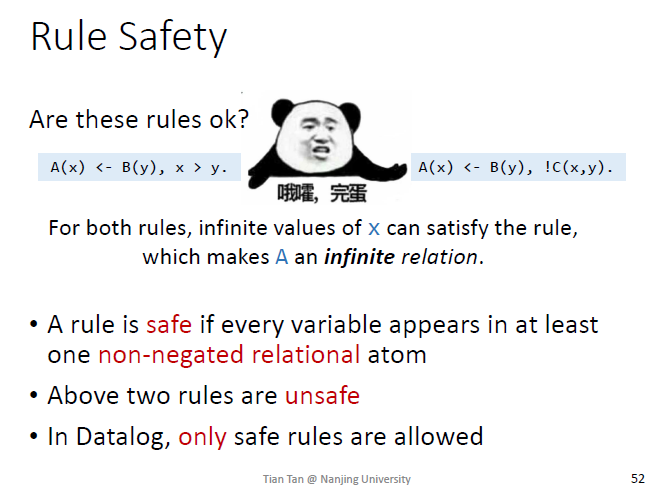 Rule Safety
Are these rules ok?
A(x) <- B(y), x > y.
A(x) <- B(y), !C(x,y).
哦嚯，完蛋
For both rules, infinite values of x can satisfy the rule,
which makes A an infinite relation.
• A rule is safe if every variable appears in at least
one non-negated relational atom
• Above two rules are unsafe
• In Datalog, only safe rules are allowed
Tian Tan @ Nanjing University
52